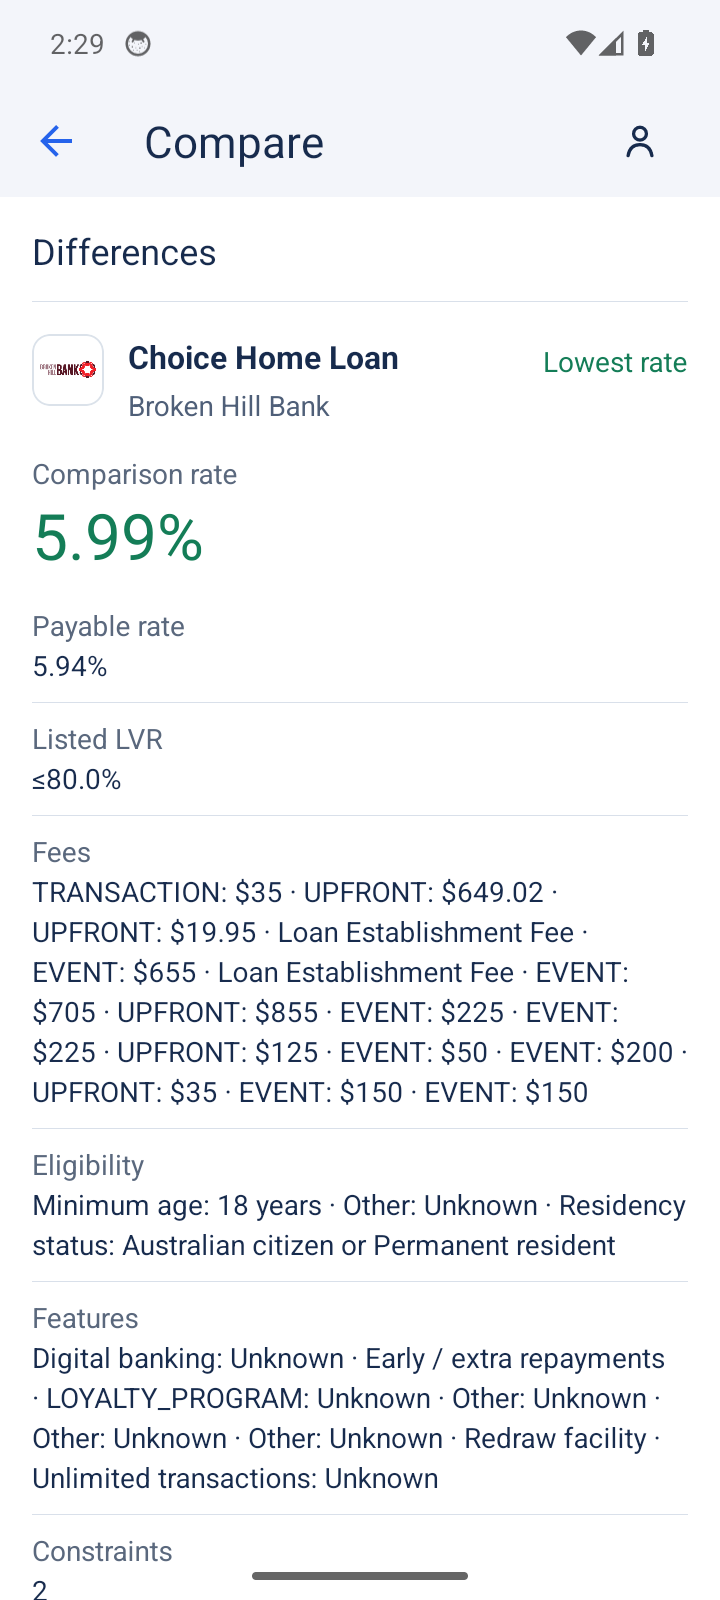 2:29
Compare
Differences
BROKEN HILL BANK
Choice Home Loan
Lowest rate
Broken Hill Bank
Comparison rate
5.99%
Payable rate
5.94%
Listed LVR
≤80.0%
Fees
TRANSACTION: $35 · UPFRONT: $649.02 ·
UPFRONT: $19.95 · Loan Establishment Fee ·
EVENT: $655 · Loan Establishment Fee · EVENT:
$705 · UPFRONT: $855 · EVENT: $225 · EVENT:
$225 · UPFRONT: $125 · EVENT: $50 · EVENT: $200 ·
UPFRONT: $35 · EVENT: $150 · EVENT: $150
Eligibility
Minimum age: 18 years · Other: Unknown · Residency
status: Australian citizen or Permanent resident
Features
Digital banking: Unknown · Early / extra repayments
· LOYALTY_PROGRAM: Unknown · Other: Unknown ·
Other: Unknown · Other: Unknown · Redraw facility ·
Unlimited transactions: Unknown
Constraints
2